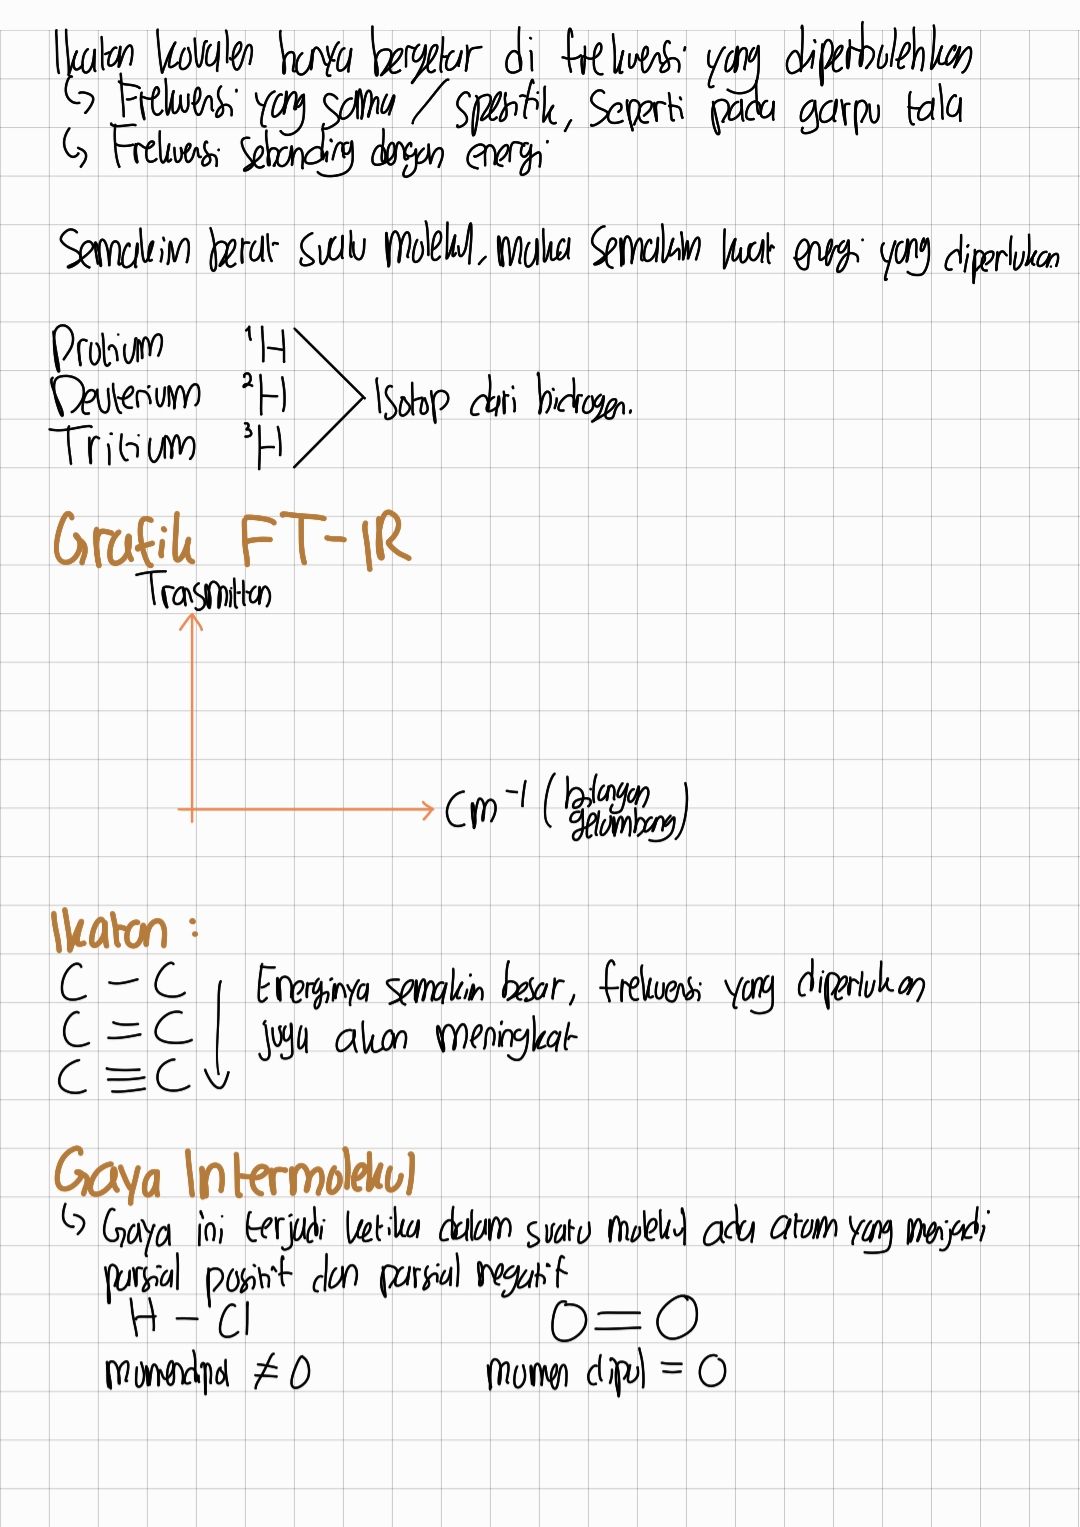 Ikatan kovalen hanya bergetar di frekuensi yang diperbolehkan
↳ Frekuensi yang sama / spesifik, seperti pada garpu tala
↳ Frekuensi sebanding dengan energi
Semakin berat suatu molekul, maka semakin kuat energi yang diperlukan
Protium ¹H
Deuterium ²H Isotop dari hidrogen.
Tritium ³H
Grafik FT-IR
Transmittan
Cm⁻¹ (bilangan
gelombang)
Ikatan :
C – C Energinya semakin besar, frekuensi yang diperlukan
C = C juga akan meningkat
C ≡ C
Gaya Intermolekul
↳ Gaya ini terjadi ketika dalam suatu molekul ada atom yang menjadi
parsial positif dan parsial negatif
H – Cl O = O
momen dipol ≠ 0 momen dipol = 0